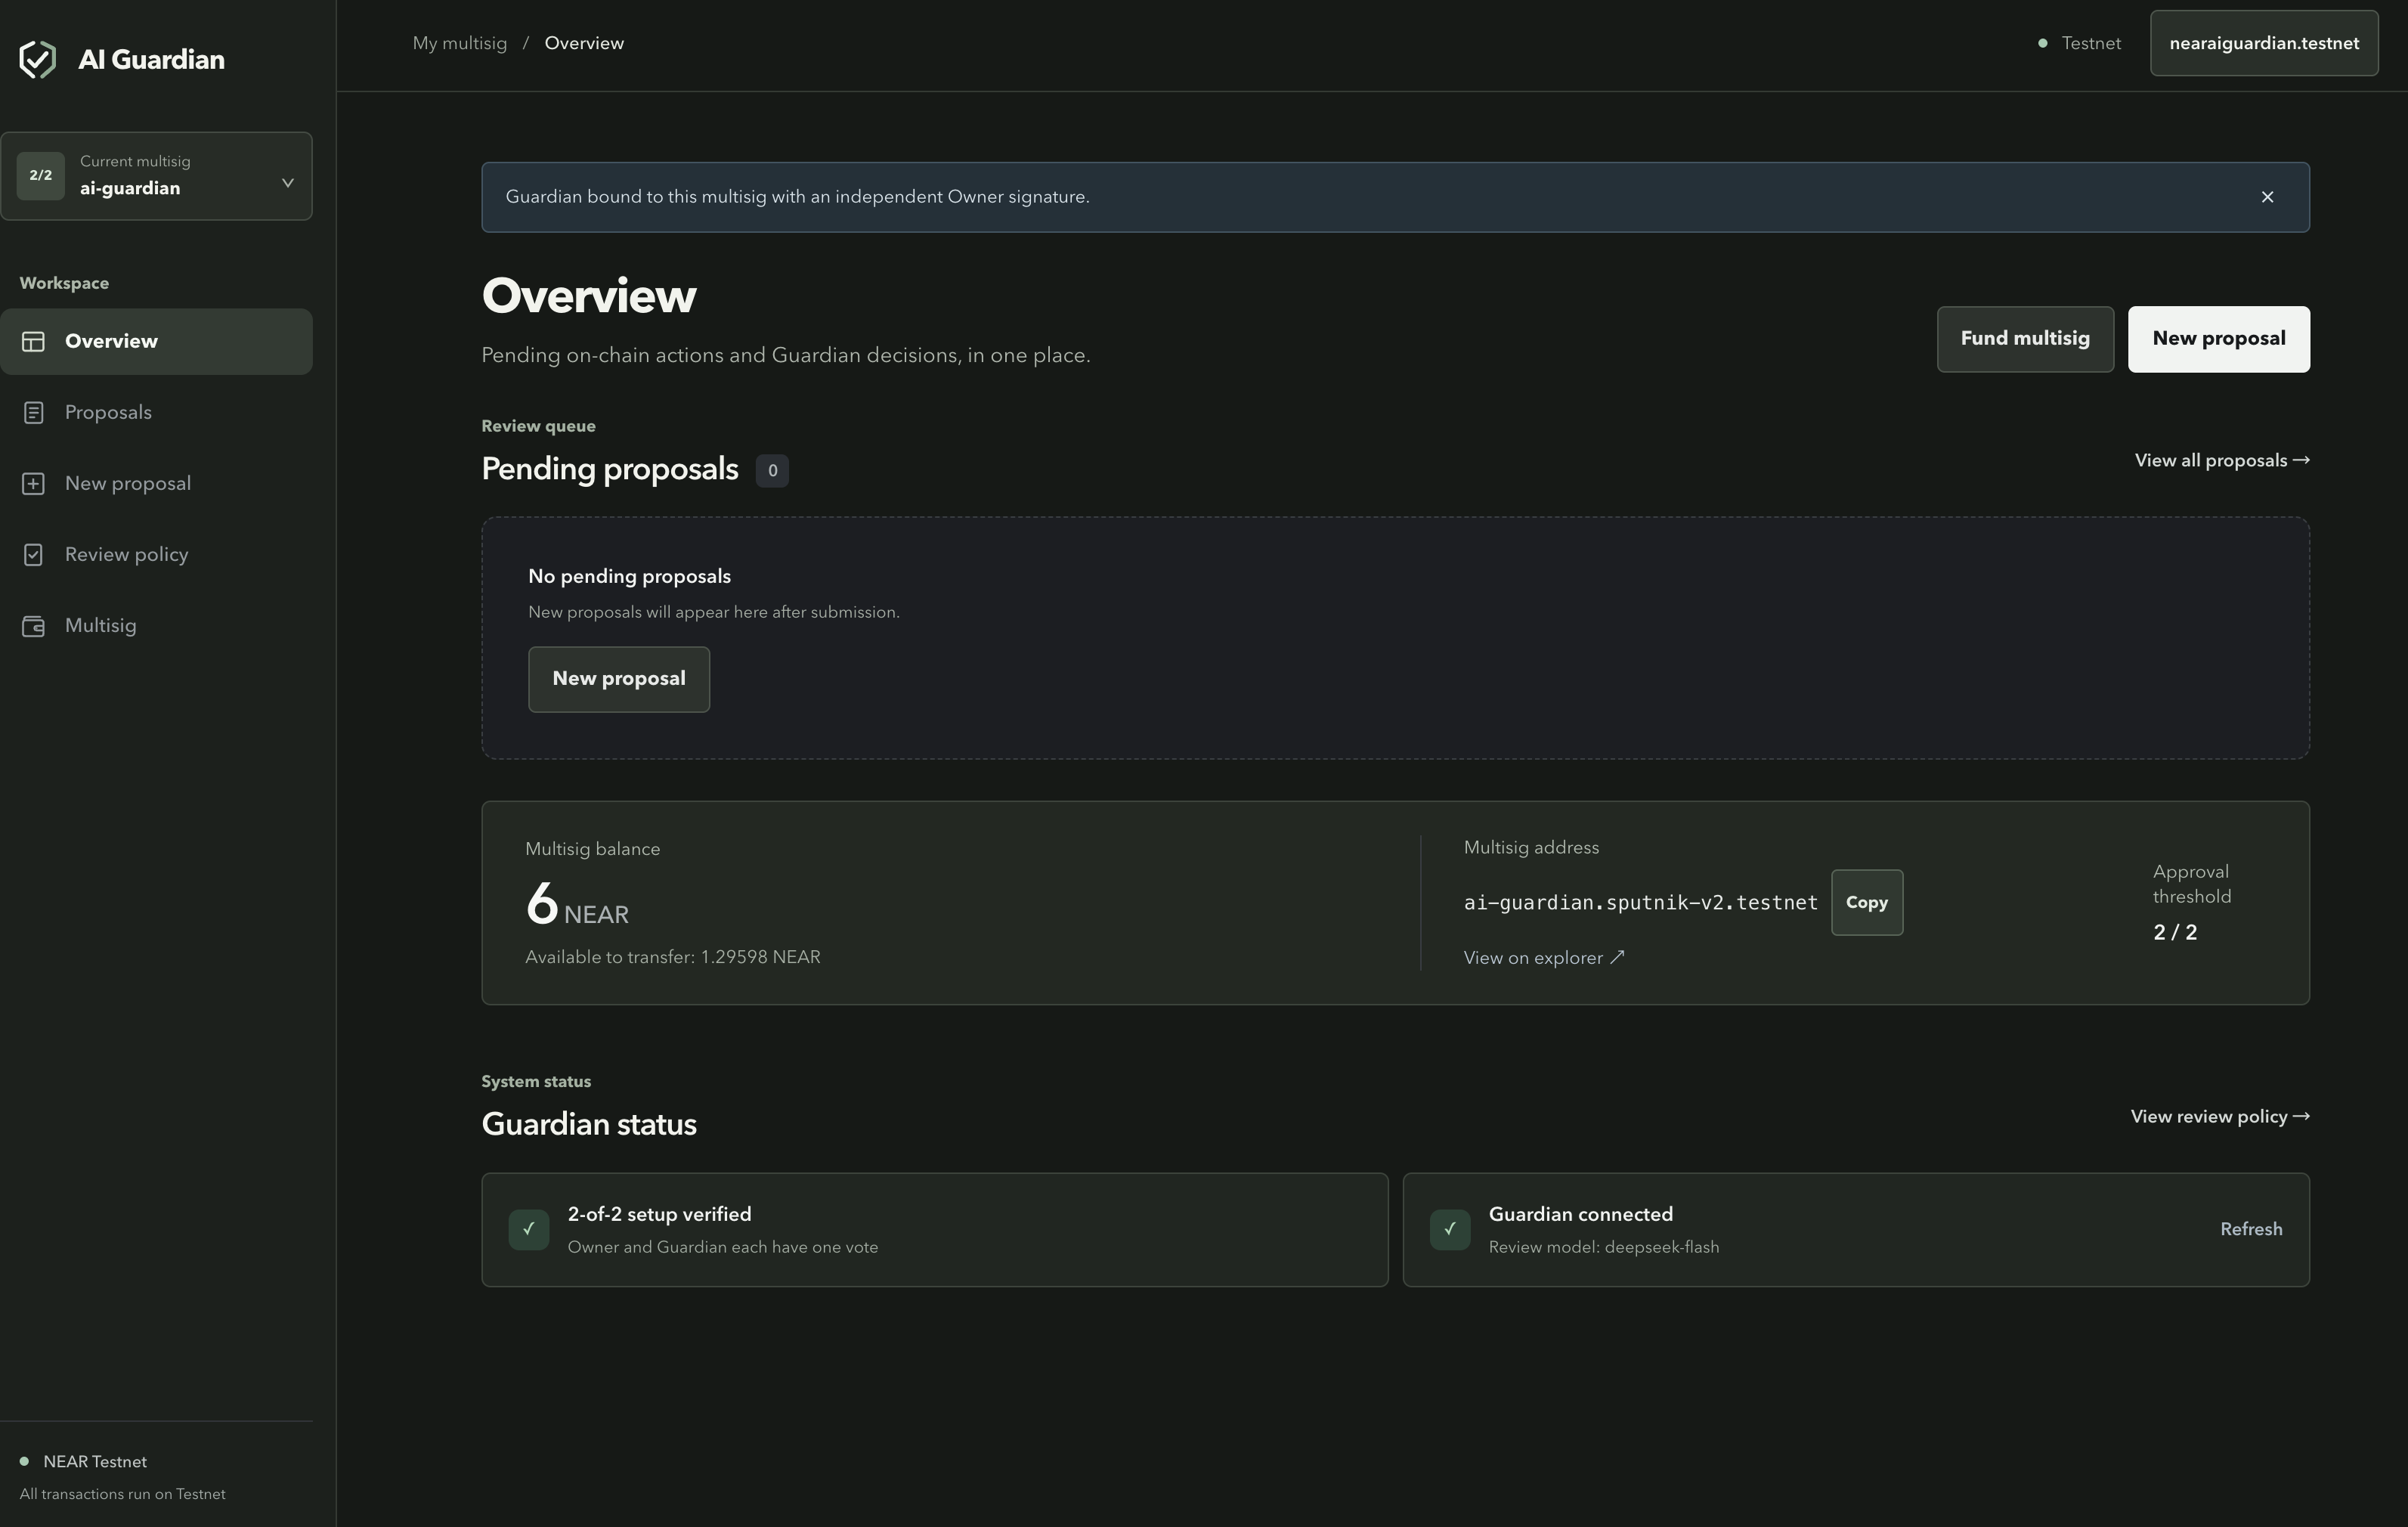 AI Guardian
2/2
Current multisig
ai-guardian
Workspace
Overview
Proposals
New proposal
Review policy
Multisig
NEAR Testnet
All transactions run on Testnet
My multisig / Overview
Testnet
nearaiguardian.testnet
Guardian bound to this multisig with an independent Owner signature.
Overview
Pending on-chain actions and Guardian decisions, in one place.
Fund multisig
New proposal
Review queue
Pending proposals 0
View all proposals →
No pending proposals
New proposals will appear here after submission.
New proposal
Multisig balance
6 NEAR
Available to transfer: 1.29598 NEAR
Multisig address
ai-guardian.sputnik-v2.testnet
Copy
View on explorer ↗
Approval
threshold
2 / 2
System status
Guardian status
View review policy →
2-of-2 setup verified
Owner and Guardian each have one vote
Guardian connected
Review model: deepseek-flash
Refresh